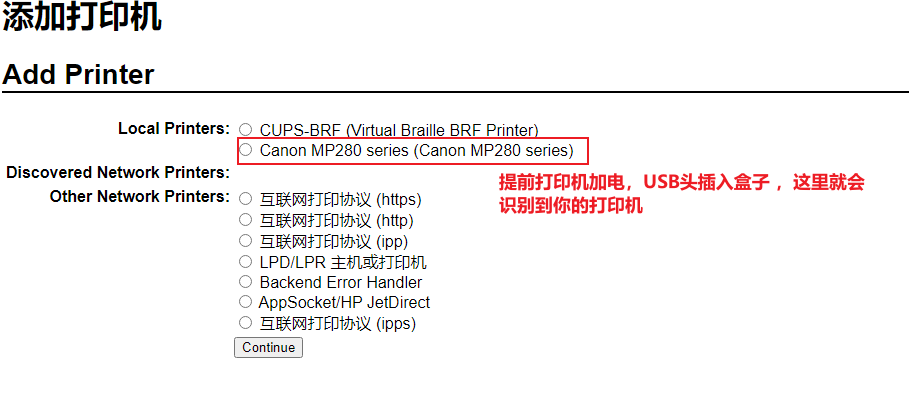 添加打印机
Add Printer
Local Printers: CUPS-BRF (Virtual Braille BRF Printer)
Canon MP280 series (Canon MP280 series)
Discovered Network Printers:
Other Network Printers: 互联网打印协议 (https)
互联网打印协议 (http)
互联网打印协议 (ipp)
LPD/LPR 主机或打印机
Backend Error Handler
AppSocket/HP JetDirect
互联网打印协议 (ipps)
Continue
提前打印机加电，USB头插入盒子 ，这里就会
识别到你的打印机